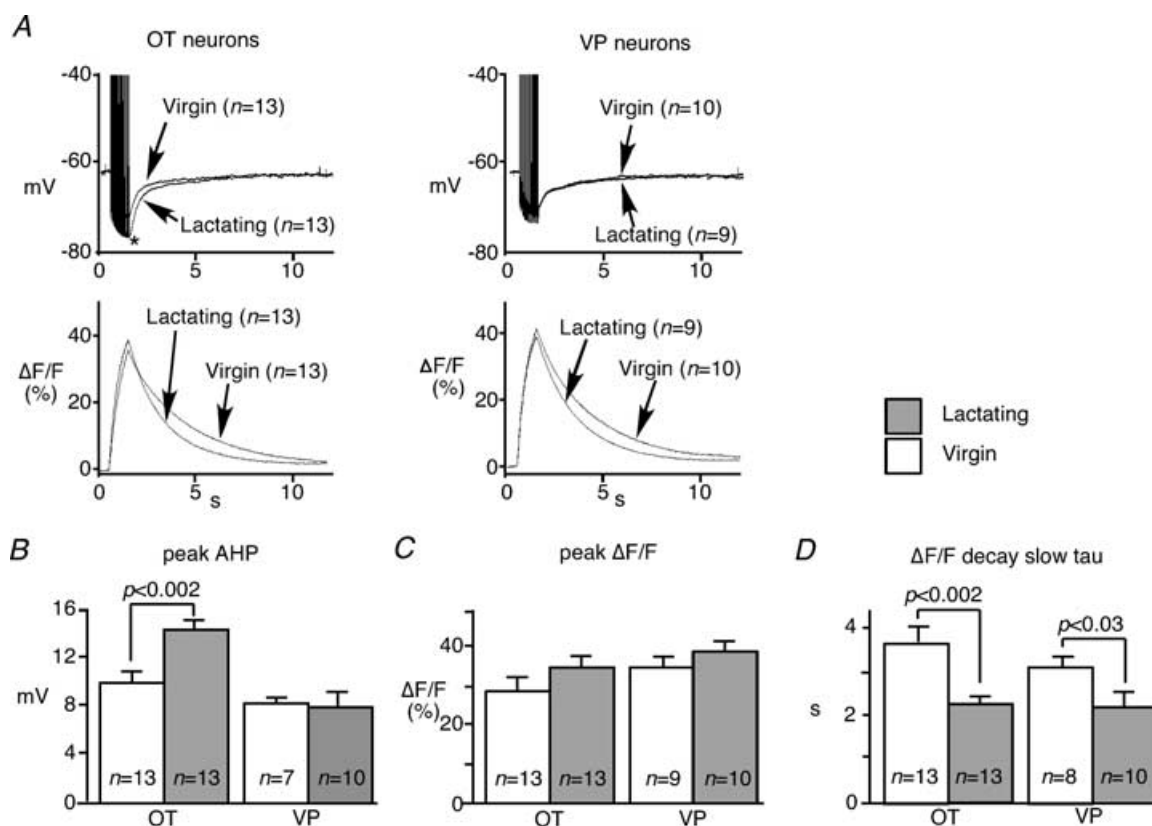 A
OT neurons
VP neurons
-40
-60
-80
mV
Virgin (n=13)
Lactating (n=13)
*
0
5
10
-40
-60
-80
mV
Virgin (n=10)
Lactating (n=9)
0
5
10
40
20
0
ΔF/F
(%)
Lactating (n=13)
Virgin (n=13)
0
5
10
s
40
20
0
ΔF/F
(%)
Lactating (n=9)
Virgin (n=10)
0
5
10
s
Lactating
Virgin
B
peak AHP
p<0.002
16
12
8
4
0
mV
n=13
n=13
n=7
n=10
OT
VP
C
peak ΔF/F
40
20
0
ΔF/F
(%)
n=13
n=13
n=9
n=10
OT
VP
D
ΔF/F decay slow tau
p<0.002
p<0.03
4
2
0
s
n=13
n=13
n=8
n=10
OT
VP